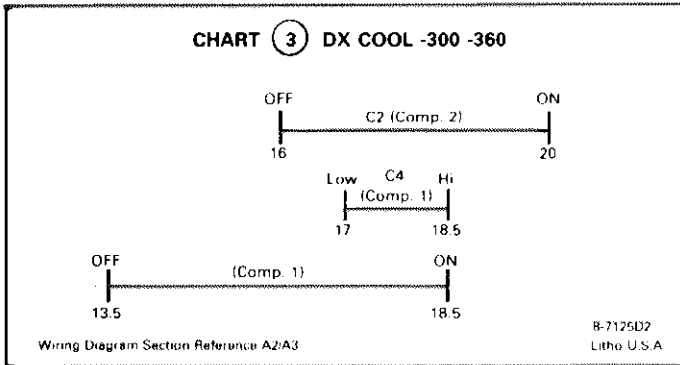 CHART 3 DX COOL -300 -360
OFF ON
C2 (Comp. 2)
16 20
Low C4 Hi
(Comp. 1)
17 18.5
OFF ON
(Comp. 1)
13.5 18.5
8-7125D2
Wiring Diagram Section Reference A2/A3 Litho U.S.A